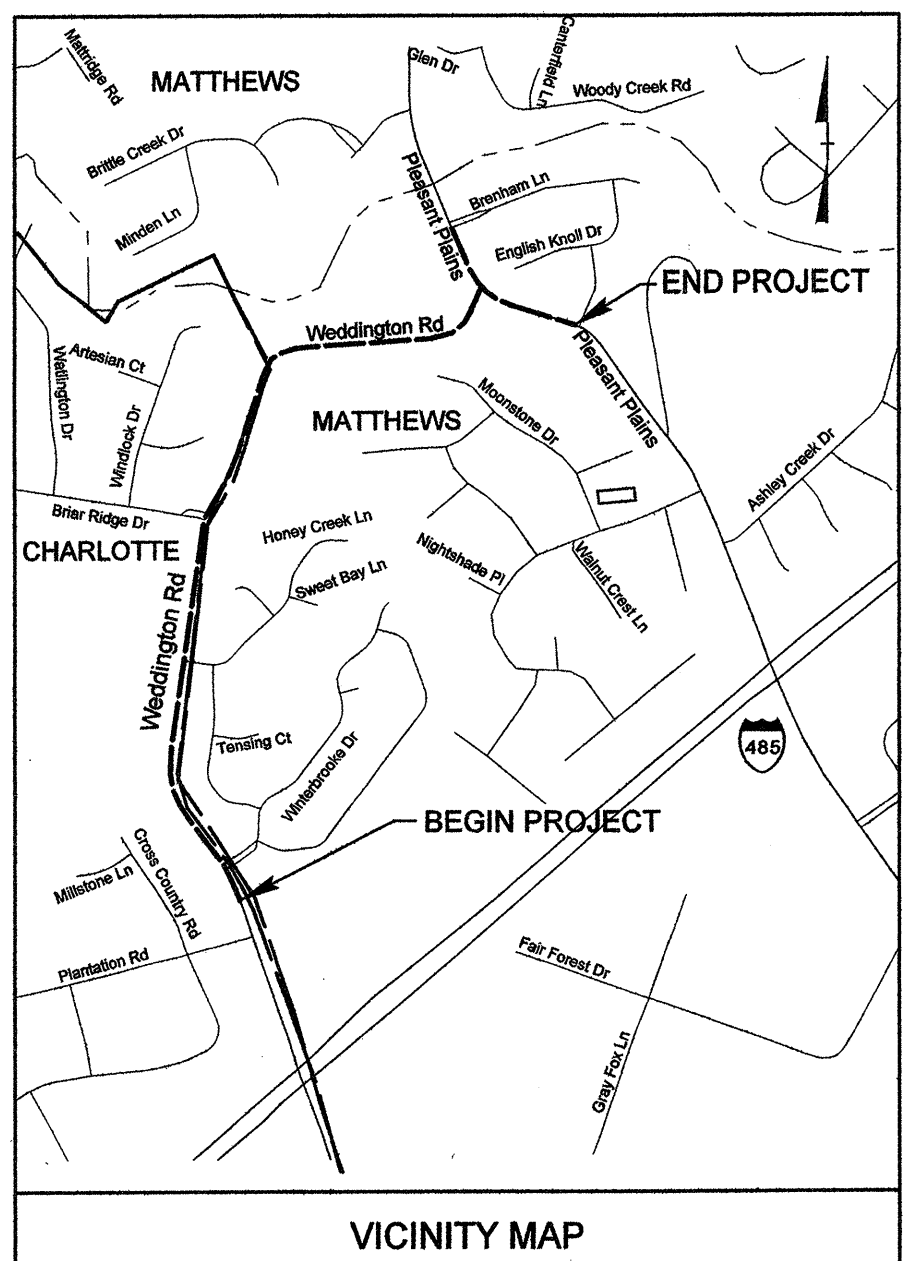 Mattridge Rd
MATTHEWS
Glen Dr
Canterfield Ln
Woody Creek Rd
Brittle Creek Dr
Minden Ln
Pleasant Plains
Brenham Ln
English Knoll Dr
END PROJECT
Weddington Rd
Artesian Ct
Watlington Dr
Windlock Dr
Pleasant Plains
MATTHEWS
Moonstone Dr
Ashley Creek Dr
Briar Ridge Dr
Honey Creek Ln
CHARLOTTE
Nightshade Pl
Walnut Crest Ln
Sweet Bay Ln
Weddington Rd
Tensing Ct
485
Winterbrooke Dr
BEGIN PROJECT
Cross Country Rd
Millstone Ln
Plantation Rd
Fair Forest Dr
Gray Fox Ln
VICINITY MAP